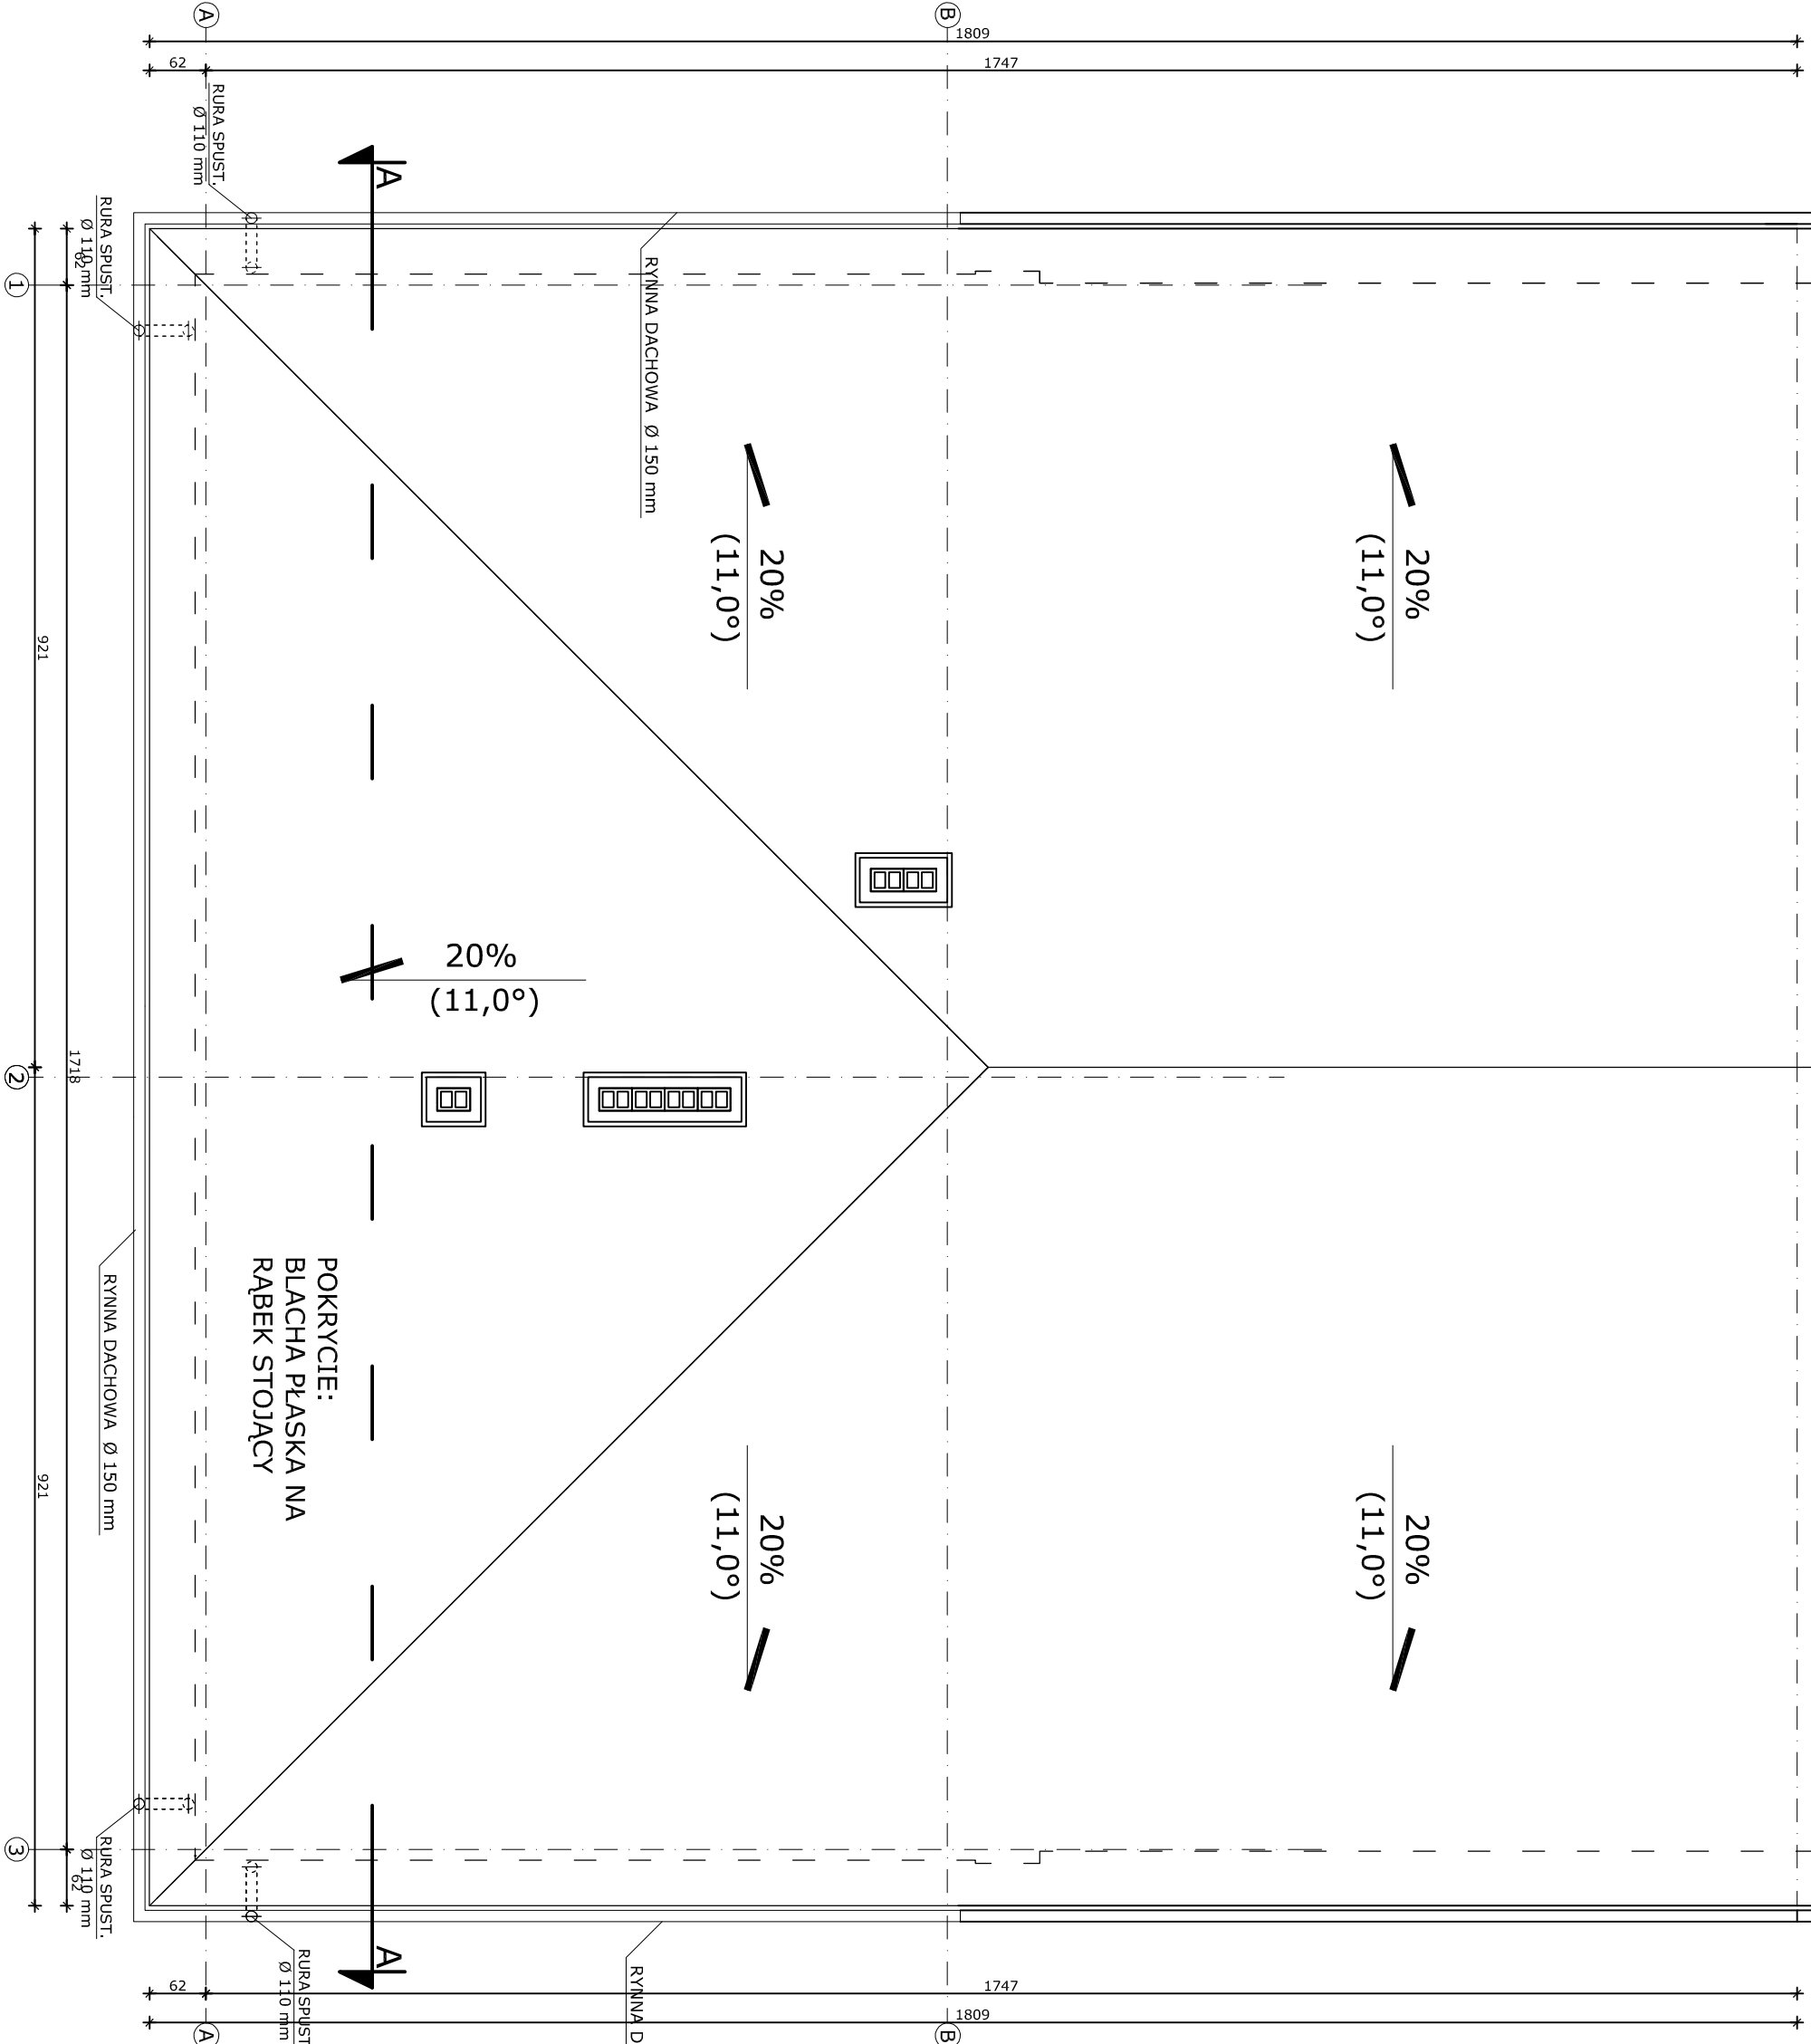 A
B
1809
62
1747
RURA SPUST.
Ø 110 mm
A
RURA SPUST.
Ø 110 mm
62
1
RYNNA DACHOWA Ø 150 mm
20%
(11,0°)
20%
(11,0°)
921
20%
(11,0°)
1718
2
POKRYCIE:
BLACHA PŁASKA NA
RĄBEK STOJĄCY
RYNNA DACHOWA Ø 150 mm
921
20%
(11,0°)
20%
(11,0°)
3
RURA SPUST.
Ø 110 mm
62
A
RURA SPUST
Ø 110 mm
RYNNA D
62
1747
1809
A
B